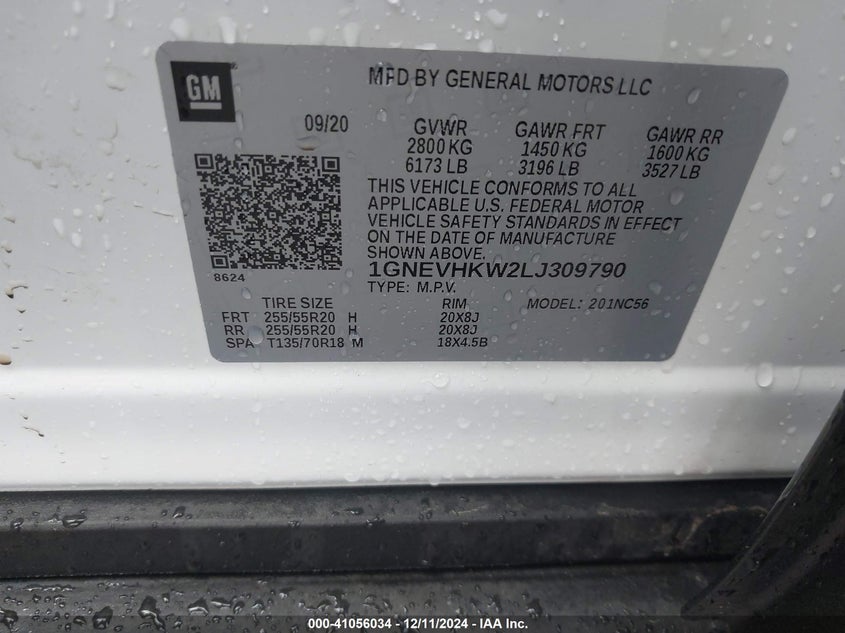 GM
MFD BY GENERAL MOTORS LLC
09/20 GVWR GAWR FRT GAWR RR
2800 KG 1450 KG 1600 KG
6173 LB 3196 LB 3527 LB
THIS VEHICLE CONFORMS TO ALL
APPLICABLE U.S. FEDERAL MOTOR
VEHICLE SAFETY STANDARDS IN EFFECT
ON THE DATE OF MANUFACTURE
SHOWN ABOVE.
8624
1GNEVHKW2LJ309790
TYPE: M.P.V. MODEL: 201NC56
TIRE SIZE RIM
FRT 255/55R20 H 20X8J
RR 255/55R20 H 20X8J
SPA T135/70R18 M 18X4.5B
000-41056034 - 12/11/2024 - IAA Inc.